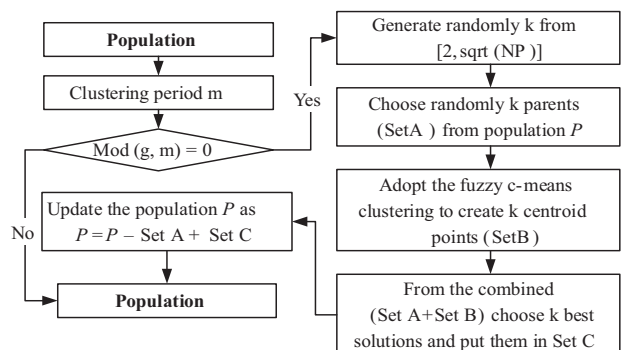 Population
Clustering period m
Mod (g, m) = 0
Yes
No
Generate randomly k from
[2, sqrt (NP )]
Choose randomly k parents
(SetA ) from population P
Adopt the fuzzy c-means
clustering to create k centroid
points (SetB )
From the combined
(Set A+Set B) choose k best
solutions and put them in Set C
Update the population P as
P = P – Set A + Set C
Population